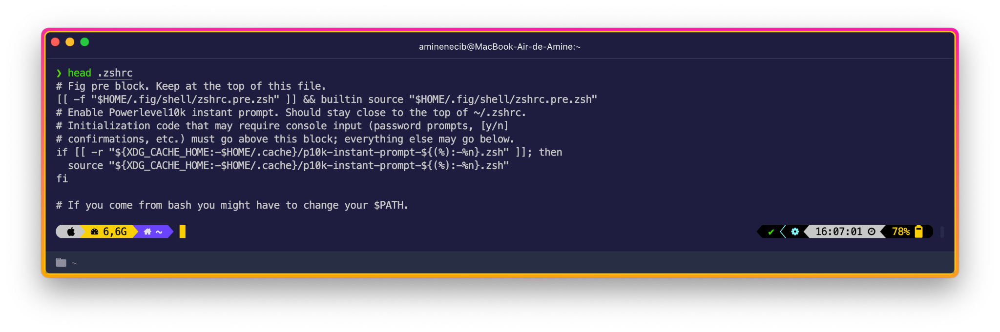 aminenecib@MacBook-Air-de-Amine:~
❯ head .zshrc
# Fig pre block. Keep at the top of this file.
[[ -f "$HOME/.fig/shell/zshrc.pre.zsh" ]] && builtin source "$HOME/.fig/shell/zshrc.pre.zsh"
# Enable Powerlevel10k instant prompt. Should stay close to the top of ~/.zshrc.
# Initialization code that may require console input (password prompts, [y/n]
# confirmations, etc.) must go above this block; everything else may go below.
if [[ -r "${XDG_CACHE_HOME:-$HOME/.cache}/p10k-instant-prompt-${(%):-%n}.zsh" ]]; then
  source "${XDG_CACHE_HOME:-$HOME/.cache}/p10k-instant-prompt-${(%):-%n}.zsh"
fi
# If you come from bash you might have to change your $PATH.
6,6G ~ ✔ 16:07:01 78%
~